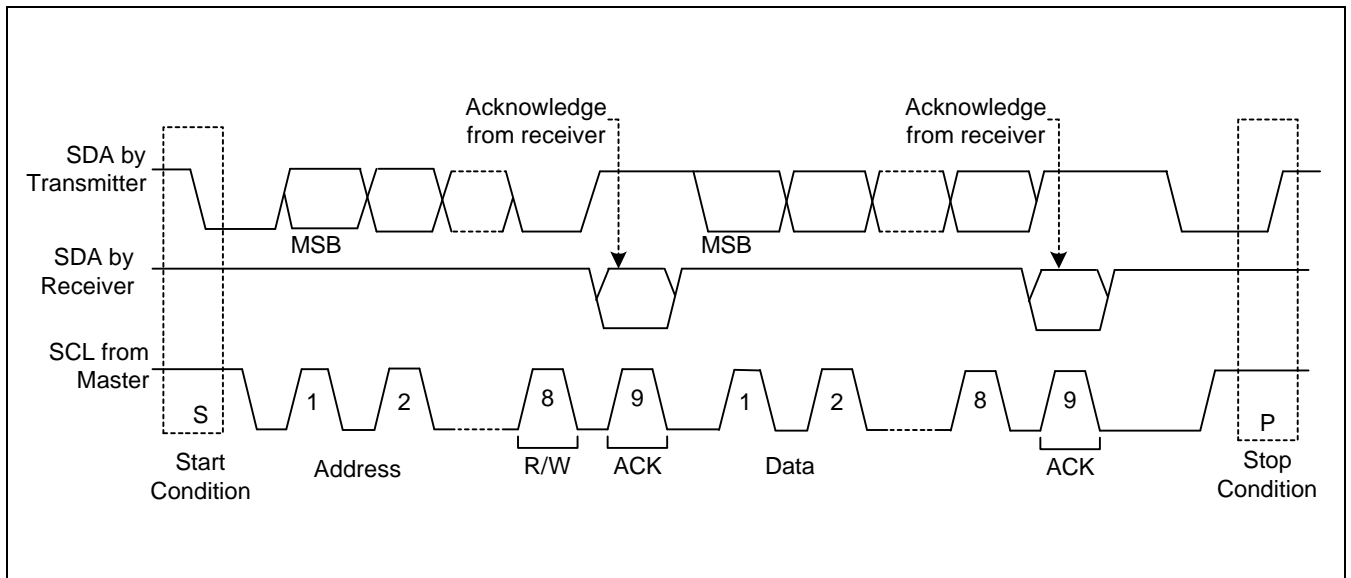 Acknowledge
from receiver
Acknowledge
from receiver
SDA by
Transmitter
MSB
MSB
SDA by
Receiver
SCL from
Master
S
1
2
8
9
1
2
8
9
P
Start
Condition
Address
R/W
ACK
Data
ACK
Stop
Condition